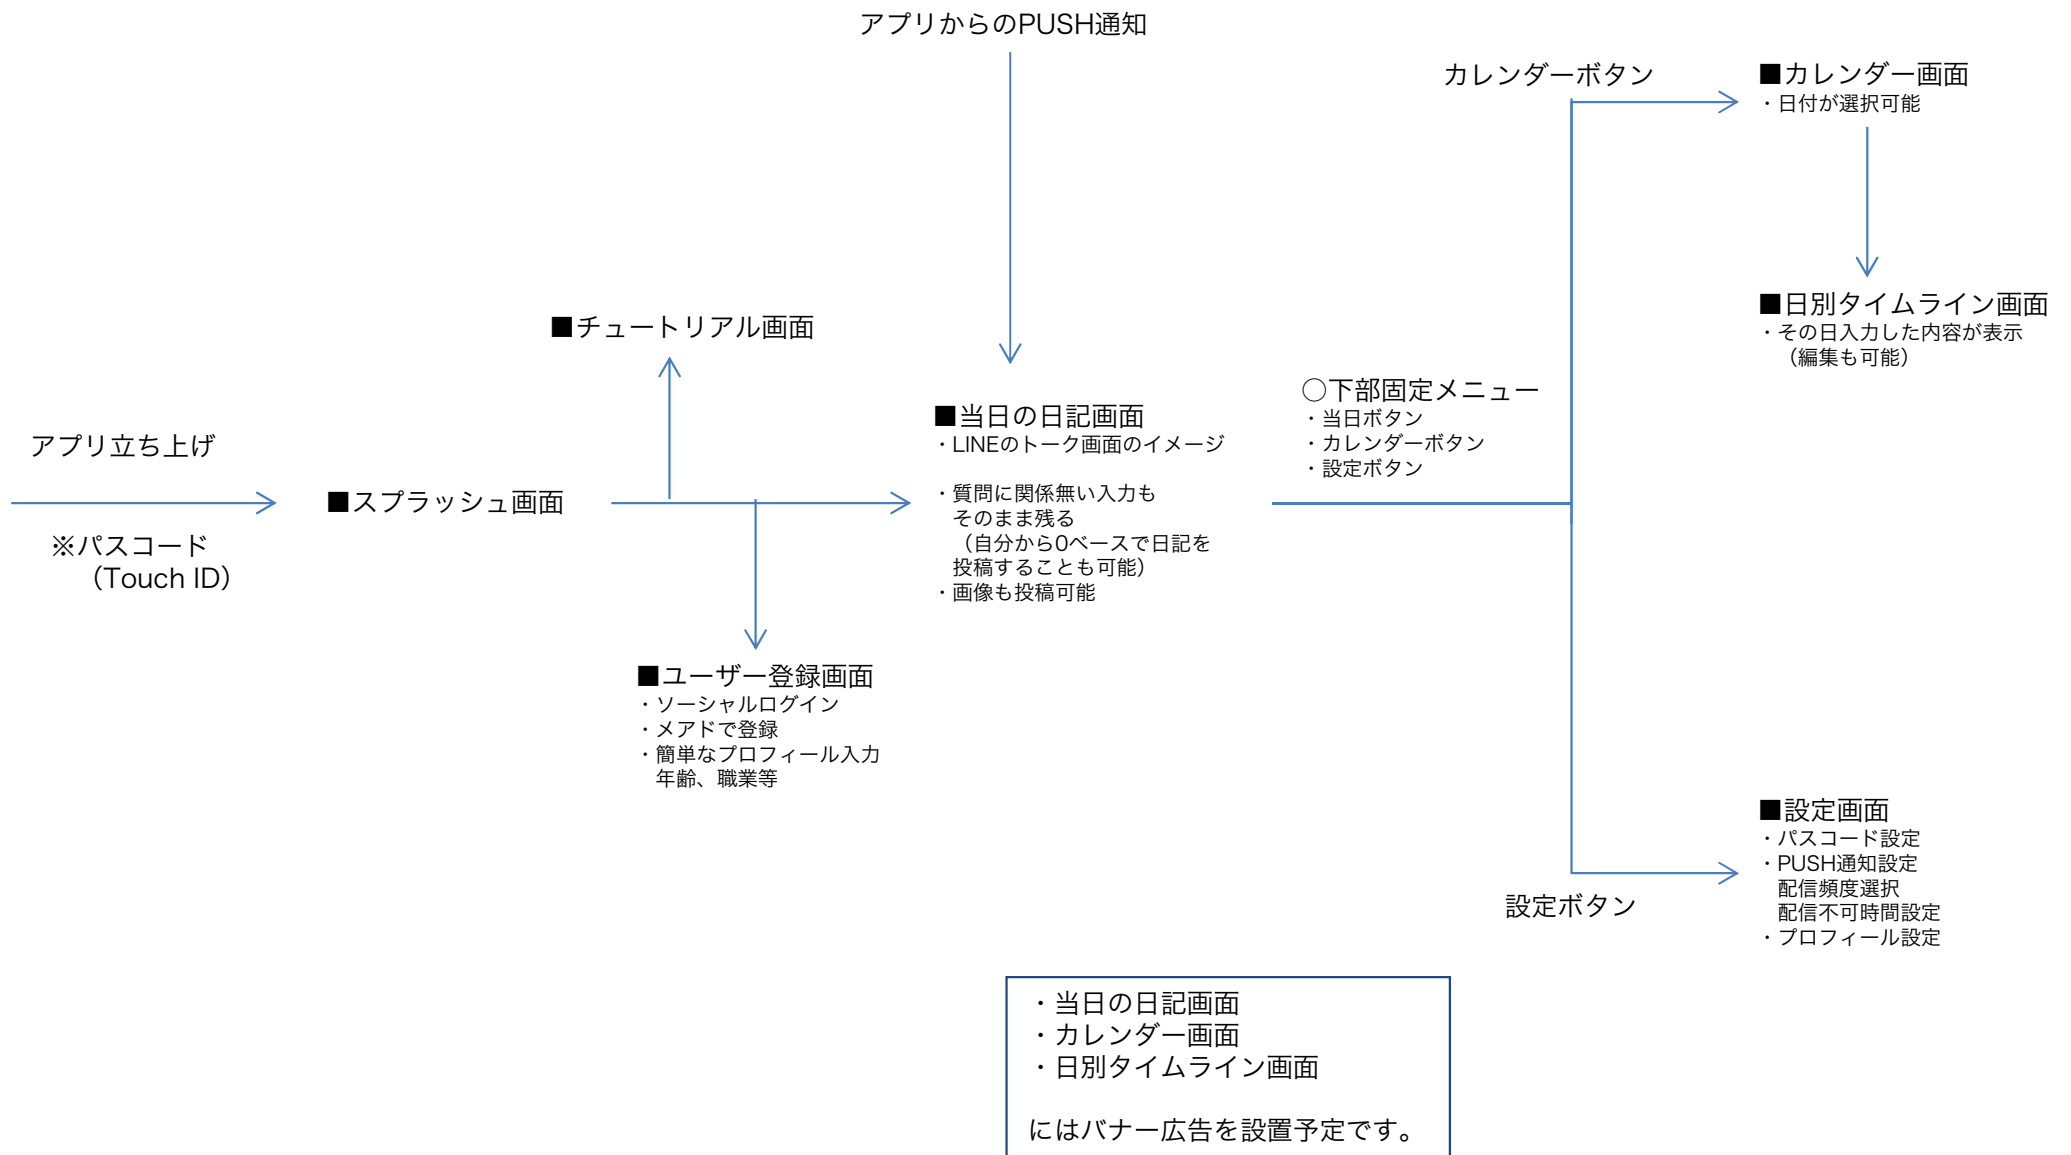 アプリからのPUSH通知
カレンダーボタン
■カレンダー画面
・日付が選択可能
■日別タイムライン画面
・その日入力した内容が表示
（編集も可能）
■チュートリアル画面
○下部固定メニュー
・当日ボタン
・カレンダーボタン
・設定ボタン
■当日の日記画面
・LINEのトーク画面のイメージ
・質問に関係無い入力も
そのまま残る
（自分から0ベースで日記を
投稿することも可能）
・画像も投稿可能
アプリ立ち上げ
■スプラッシュ画面
※パスコード
（Touch ID）
■ユーザー登録画面
・ソーシャルログイン
・メアドで登録
・簡単なプロフィール入力
年齢、職業等
■設定画面
・パスコード設定
・PUSH通知設定
配信頻度選択
配信不可時間設定
・プロフィール設定
設定ボタン
・当日の日記画面
・カレンダー画面
・日別タイムライン画面
にはバナー広告を設置予定です。